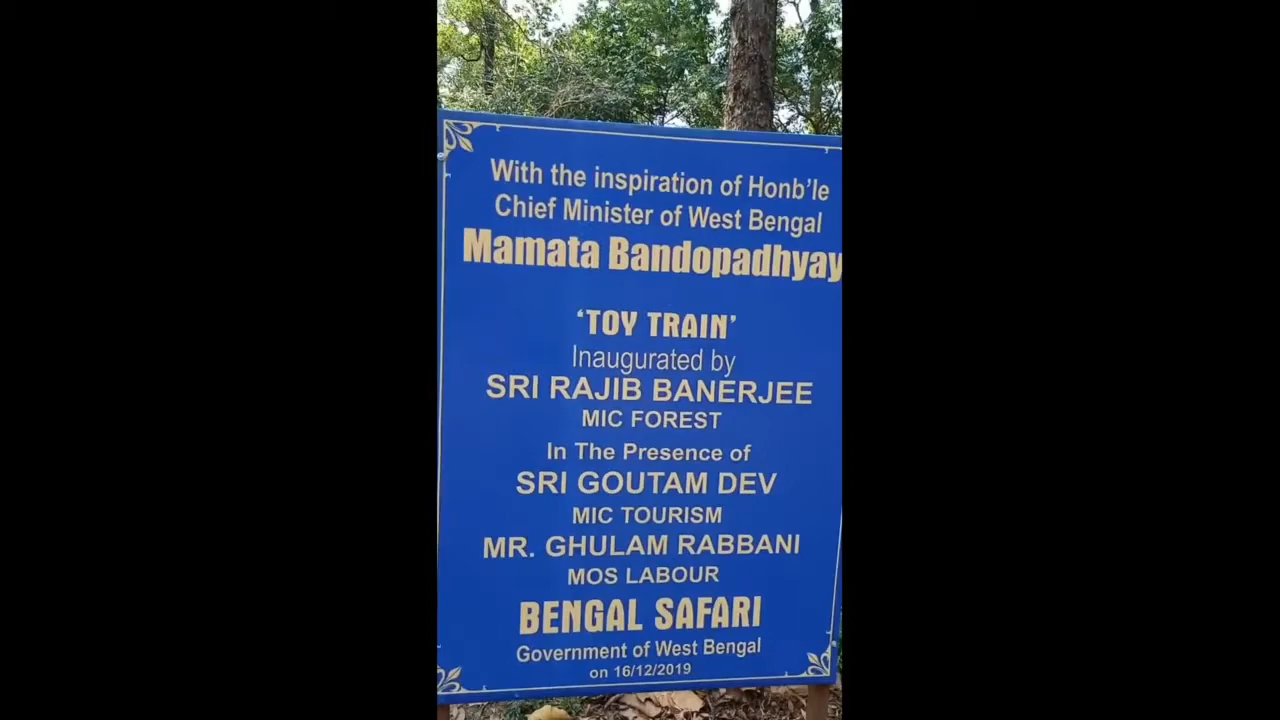 With the inspiration of Honb'le
Chief Minister of West Bengal
Mamata Bandopadhyay
'TOY TRAIN'
Inaugurated by
SRI RAJIB BANERJEE
MIC FOREST
In The Presence of
SRI GOUTAM DEV
MIC TOURISM
MR. GHULAM RABBANI
MOS LABOUR
BENGAL SAFARI
Government of West Bengal
on 16/12/2019